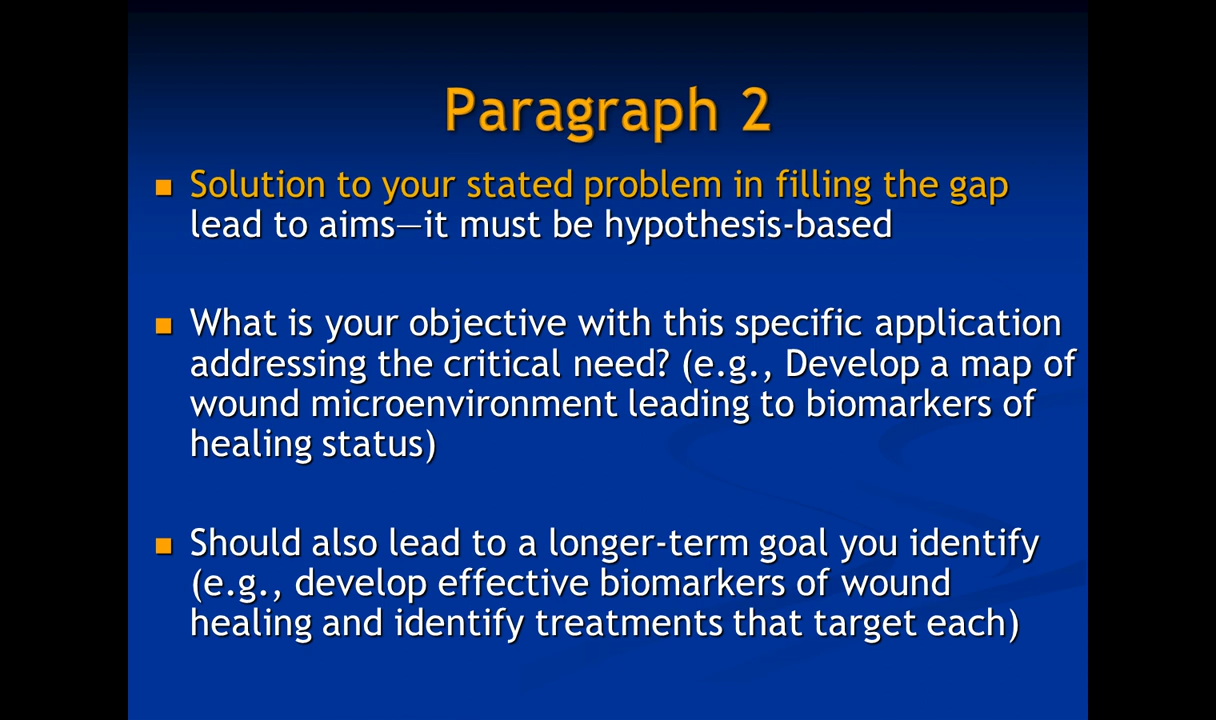 Paragraph 2
Solution to your stated problem in filling the gap
lead to aims—it must be hypothesis-based
What is your objective with this specific application
addressing the critical need? (e.g., Develop a map of
wound microenvironment leading to biomarkers of
healing status)
Should also lead to a longer-term goal you identify
(e.g., develop effective biomarkers of wound
healing and identify treatments that target each)